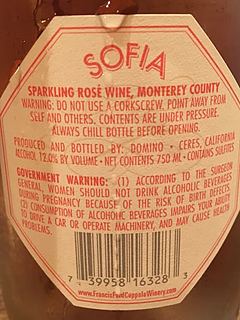 SOFIA
SPARKLING ROSÉ WINE, MONTEREY COUNTY
WARNING: DO NOT USE A CORKSCREW. POINT AWAY FROM
SELF AND OTHERS. CONTENTS ARE UNDER PRESSURE.
ALWAYS CHILL BOTTLE BEFORE OPENING.
PRODUCED AND BOTTLED BY: DOMINO • CERES, CALIFORNIA
ALCOHOL 12.0% BY VOLUME • NET CONTENTS 750 ML • CONTAINS SULFITES
GOVERNMENT WARNING: (1) ACCORDING TO THE SURGEON
GENERAL, WOMEN SHOULD NOT DRINK ALCOHOLIC BEVERAGES
DURING PREGNANCY BECAUSE OF THE RISK OF BIRTH DEFECTS.
(2) CONSUMPTION OF ALCOHOLIC BEVERAGES IMPAIRS YOUR ABILITY
TO DRIVE A CAR OR OPERATE MACHINERY, AND MAY CAUSE HEALTH
PROBLEMS.
7 39958 16328 3
www.FrancisFordCoppolaWinery.com